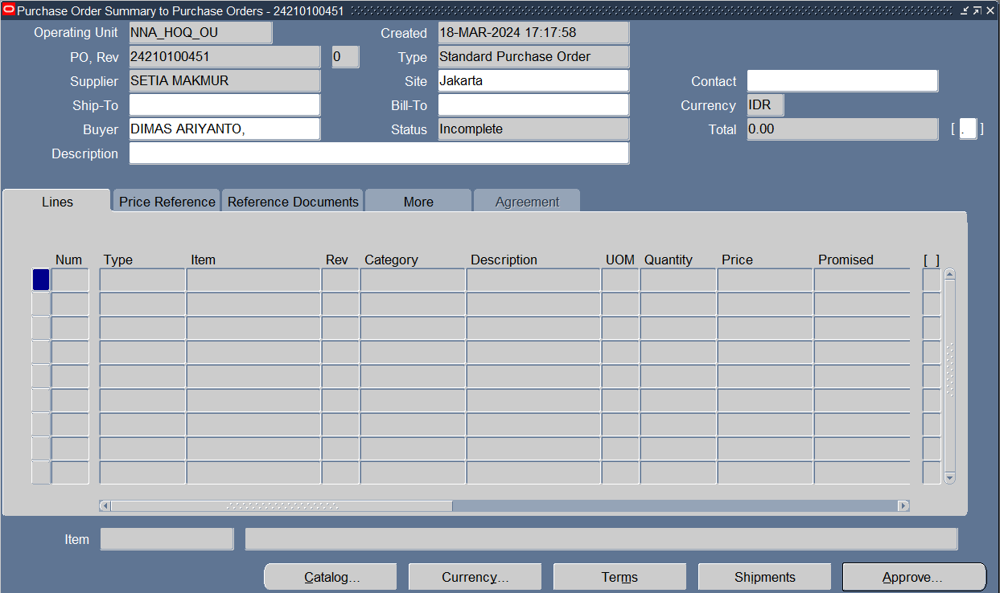 Purchase Order Summary to Purchase Orders - 24210100451
Operating Unit NNA_HOQ_OU Created 18-MAR-2024 17:17:58
PO, Rev 24210100451 0 Type Standard Purchase Order
Supplier SETIA MAKMUR Site Jakarta Contact
Ship-To Bill-To Currency IDR
Buyer DIMAS ARIYANTO, Status Incomplete Total 0.00 [ . ]
Description
Lines Price Reference Reference Documents More Agreement
Num Type Item Rev Category Description UOM Quantity Price Promised [ ]
Item
Catalog... Currency... Terms Shipments Approve...